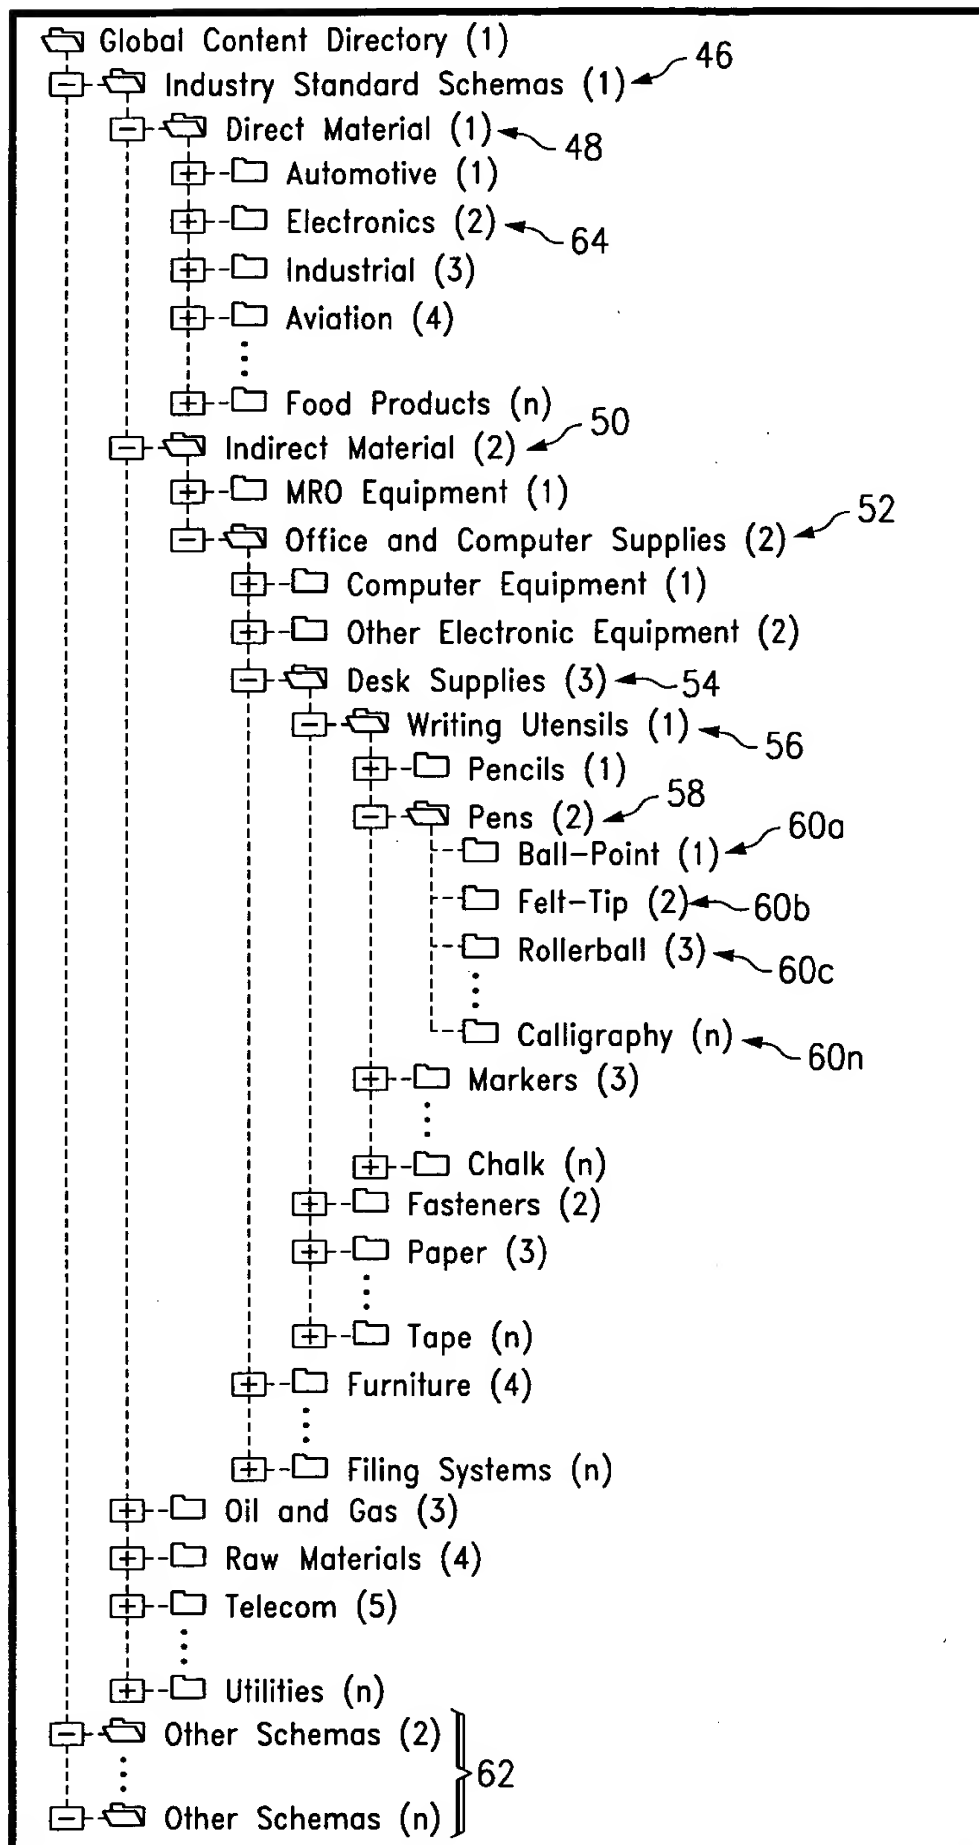 Global Content Directory (1)
Industry Standard Schemas (1) 46
Direct Material (1) 48
Automotive (1)
Electronics (2) 64
Industrial (3)
Aviation (4)
Food Products (n)
Indirect Material (2) 50
MRO Equipment (1)
Office and Computer Supplies (2) 52
Computer Equipment (1)
Other Electronic Equipment (2)
Desk Supplies (3) 54
Writing Utensils (1) 56
Pencils (1)
Pens (2) 58
Ball-Point (1) 60a
Felt-Tip (2) 60b
Rollerball (3) 60c
Calligraphy (n) 60n
Markers (3)
Chalk (n)
Fasteners (2)
Paper (3)
Tape (n)
Furniture (4)
Filing Systems (n)
Oil and Gas (3)
Raw Materials (4)
Telecom (5)
Utilities (n)
Other Schemas (2)
62
Other Schemas (n)